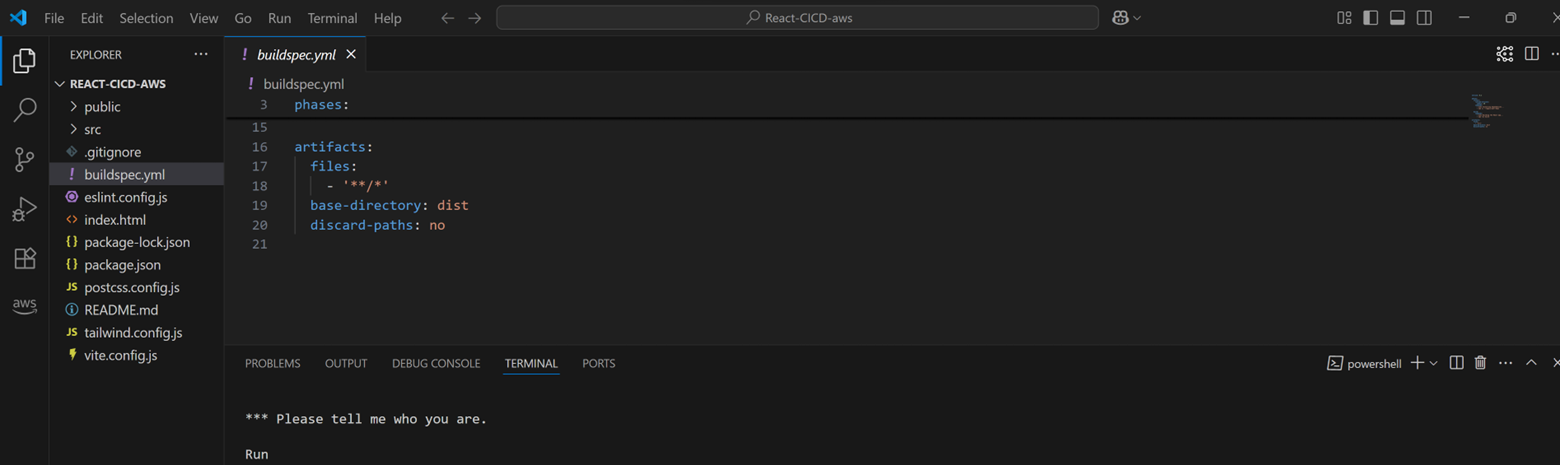 File Edit Selection View Go Run Terminal Help React-CICD-aws
EXPLORER
REACT-CICD-AWS
public
src
.gitignore
! buildspec.yml
eslint.config.js
<> index.html
{} package-lock.json
{} package.json
JS postcss.config.js
README.md
JS tailwind.config.js
vite.config.js
aws
! buildspec.yml
! buildspec.yml
3 phases:
15
16 artifacts:
17 files:
18 - '**/*'
19 base-directory: dist
20 discard-paths: no
21
PROBLEMS OUTPUT DEBUG CONSOLE TERMINAL PORTS powershell
*** Please tell me who you are.
Run